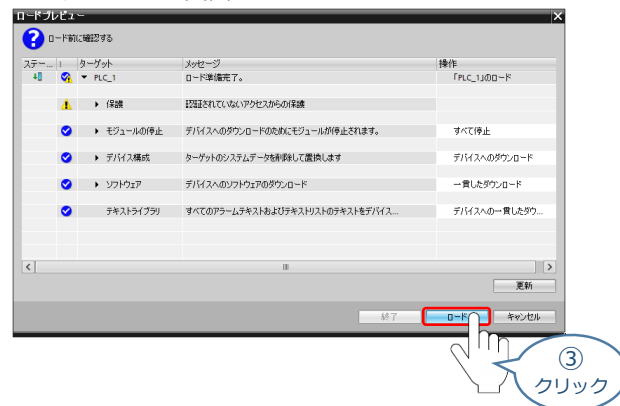 ロードプレビュー
ロード前に確認する
ステー... ! ターゲット メッセージ 操作
PLC_1 ロード準備完了。 「PLC_1」のロード
保護 認証されていないアクセスからの保護
モジュールの停止 デバイスへのダウンロードのためにモジュールが停止されます。 すべて停止
デバイス構成 ターゲットのシステムデータを削除して置換します デバイスへのダウンロード
ソフトウェア デバイスへのソフトウェアのダウンロード 一貫したダウンロード
テキストライブラリ すべてのアラームテキストおよびテキストリストのテキストをデバイス... デバイスへの一貫したダウ...
更新
終了 ロード キャンセル
③
クリック